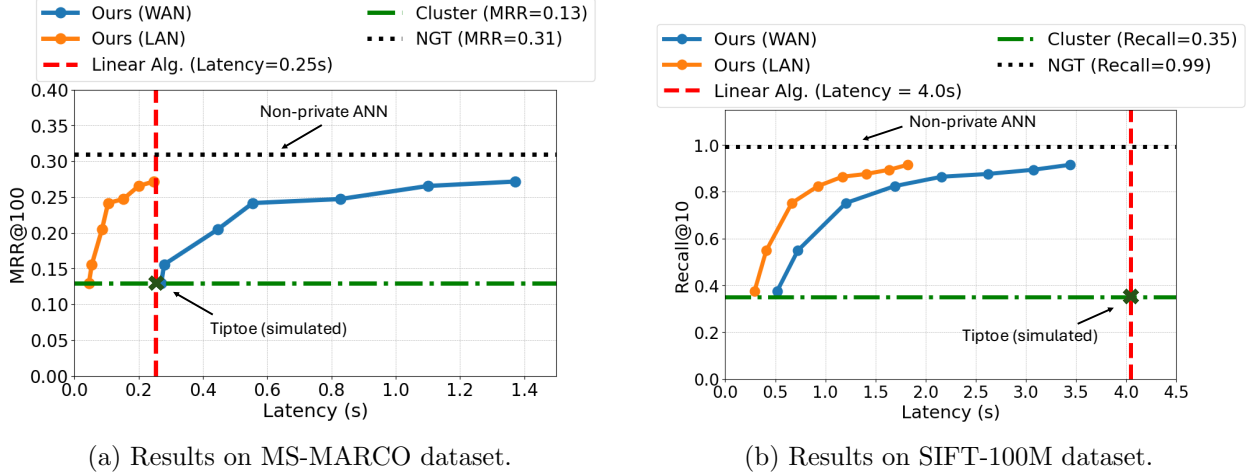 Ours (WAN)
Ours (LAN)
Linear Alg. (Latency=0.25s)
Cluster (MRR=0.13)
NGT (MRR=0.31)
0.40
0.35
0.30
0.25
0.20
0.15
0.10
0.05
0.00
MRR@100
Non-private ANN
Tiptoe (simulated)
0.0 0.2 0.4 0.6 0.8 1.0 1.2 1.4
Latency (s)
(a) Results on MS-MARCO dataset.
Ours (WAN)
Ours (LAN)
Linear Alg. (Latency = 4.0s)
Cluster (Recall=0.35)
NGT (Recall=0.99)
1.0
0.8
0.6
0.4
0.2
0.0
Recall@10
Non-private ANN
Tiptoe (simulated)
0.0 0.5 1.0 1.5 2.0 2.5 3.0 3.5 4.0 4.5
Latency (s)
(b) Results on SIFT-100M dataset.